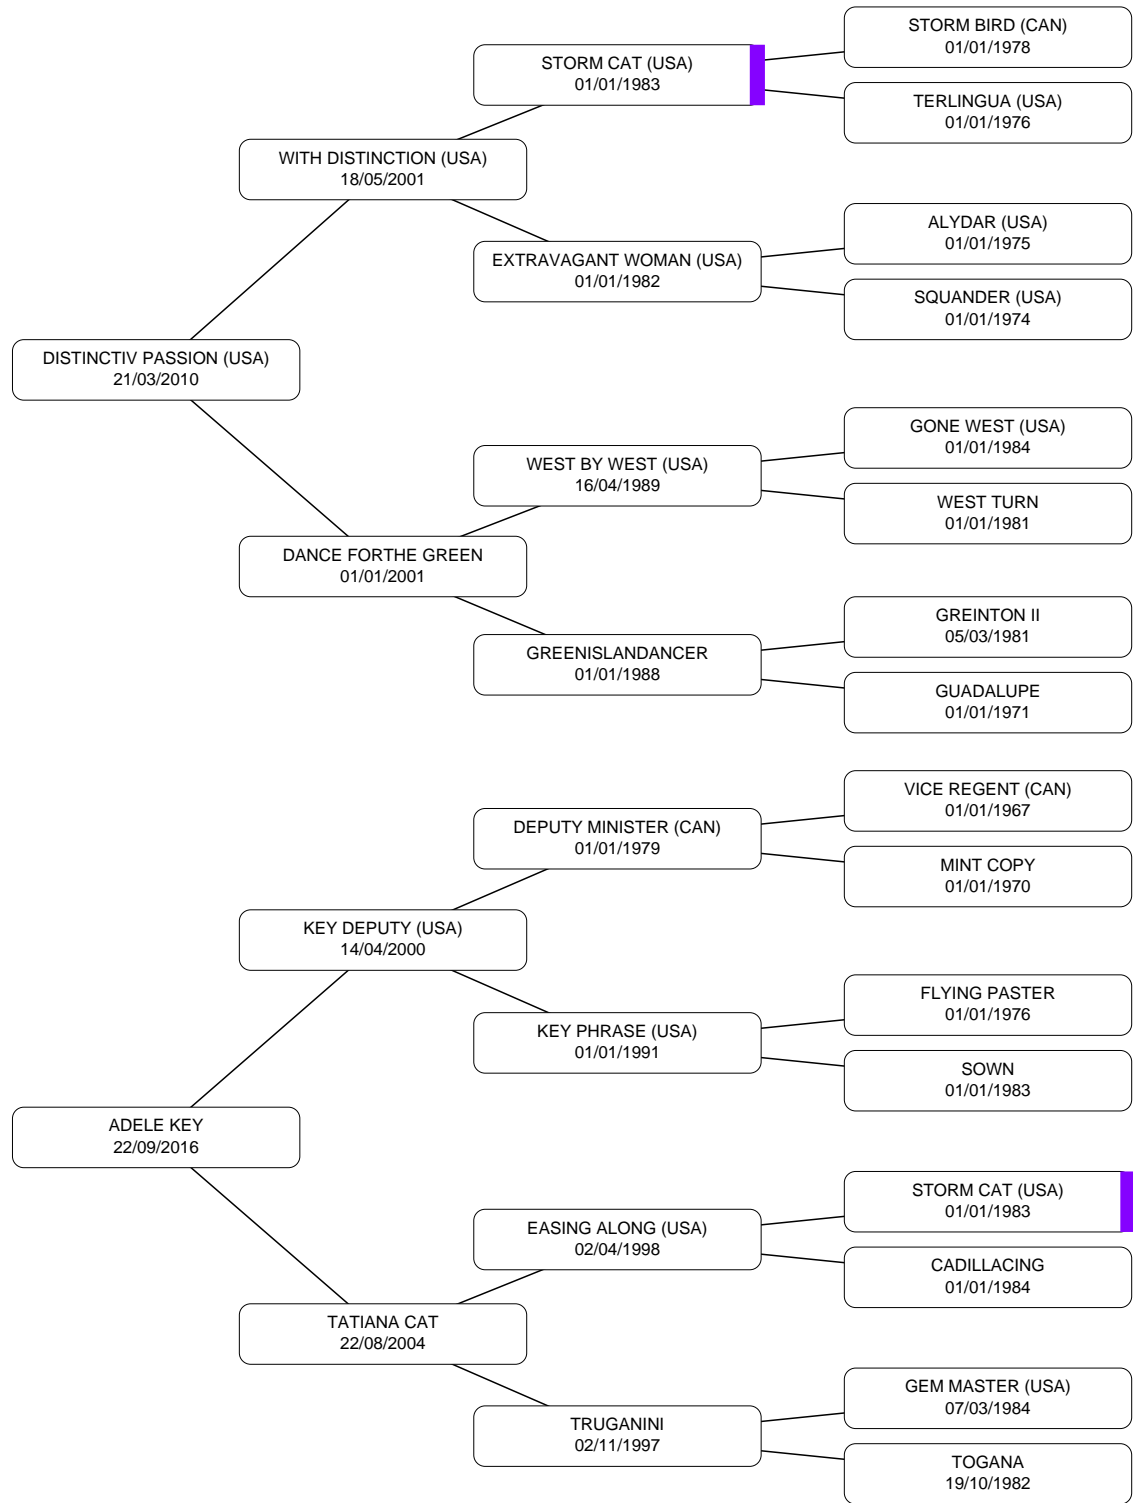 STORM BIRD (CAN)
01/01/1978
STORM CAT (USA)
01/01/1983
TERLINGUA (USA)
01/01/1976
WITH DISTINCTION (USA)
18/05/2001
ALYDAR (USA)
01/01/1975
EXTRAVAGANT WOMAN (USA)
01/01/1982
SQUANDER (USA)
01/01/1974
DISTINCTIV PASSION (USA)
21/03/2010
GONE WEST (USA)
01/01/1984
WEST BY WEST (USA)
16/04/1989
WEST TURN
01/01/1981
DANCE FORTHE GREEN
01/01/2001
GREINTON II
05/03/1981
GREENISLANDANCER
01/01/1988
GUADALUPE
01/01/1971
VICE REGENT (CAN)
01/01/1967
DEPUTY MINISTER (CAN)
01/01/1979
MINT COPY
01/01/1970
KEY DEPUTY (USA)
14/04/2000
FLYING PASTER
01/01/1976
KEY PHRASE (USA)
01/01/1991
SOWN
01/01/1983
ADELE KEY
22/09/2016
STORM CAT (USA)
01/01/1983
EASING ALONG (USA)
02/04/1998
CADILLACING
01/01/1984
TATIANA CAT
22/08/2004
GEM MASTER (USA)
07/03/1984
TRUGANINI
02/11/1997
TOGANA
19/10/1982